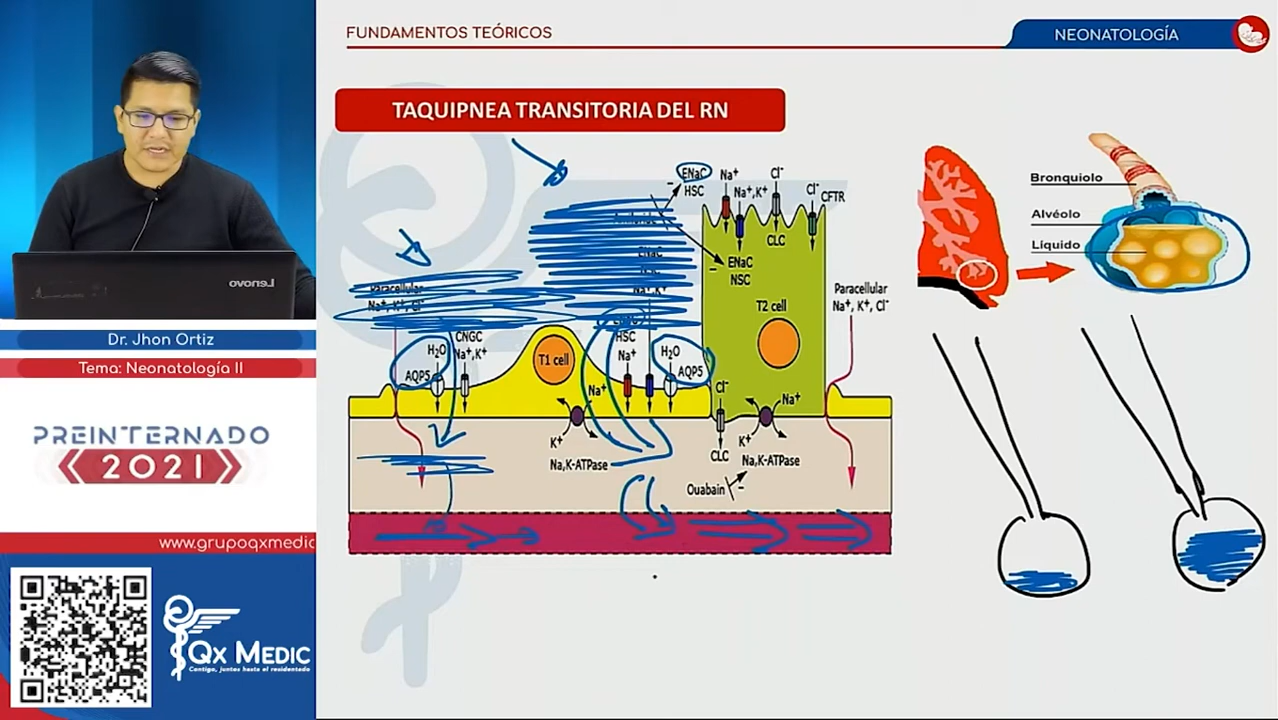 FUNDAMENTOS TEÓRICOS
NEONATOLOGÍA
TAQUIPNEA TRANSITORIA DEL RN
ENaC
HSC
Na⁺
Na⁺,K⁺
Cl⁻
CLC
Cl⁻
CFTR
ENaC
NSC
T2 cell
Paracellular
Na⁺, K⁺, Cl⁻
Paracellular
Na⁺, K⁺, Cl⁻
H₂O
AQP5
CNGC
Na⁺,K⁺
T1 cell
HSC
Na⁺
H₂O
AQP5
Na⁺
K⁺
Na,K-ATPase
Cl⁻
CLC
K⁺
Na⁺
Na,K-ATPase
Ouabain
Bronquiolo
Alvéolo
Líquido
lenovo
Dr. Jhon Ortiz
Tema: Neonatología II
PREINTERNADO
2021
www.grupoqxmedic
Qx MEDIC
Contigo, juntos hasta el residentado